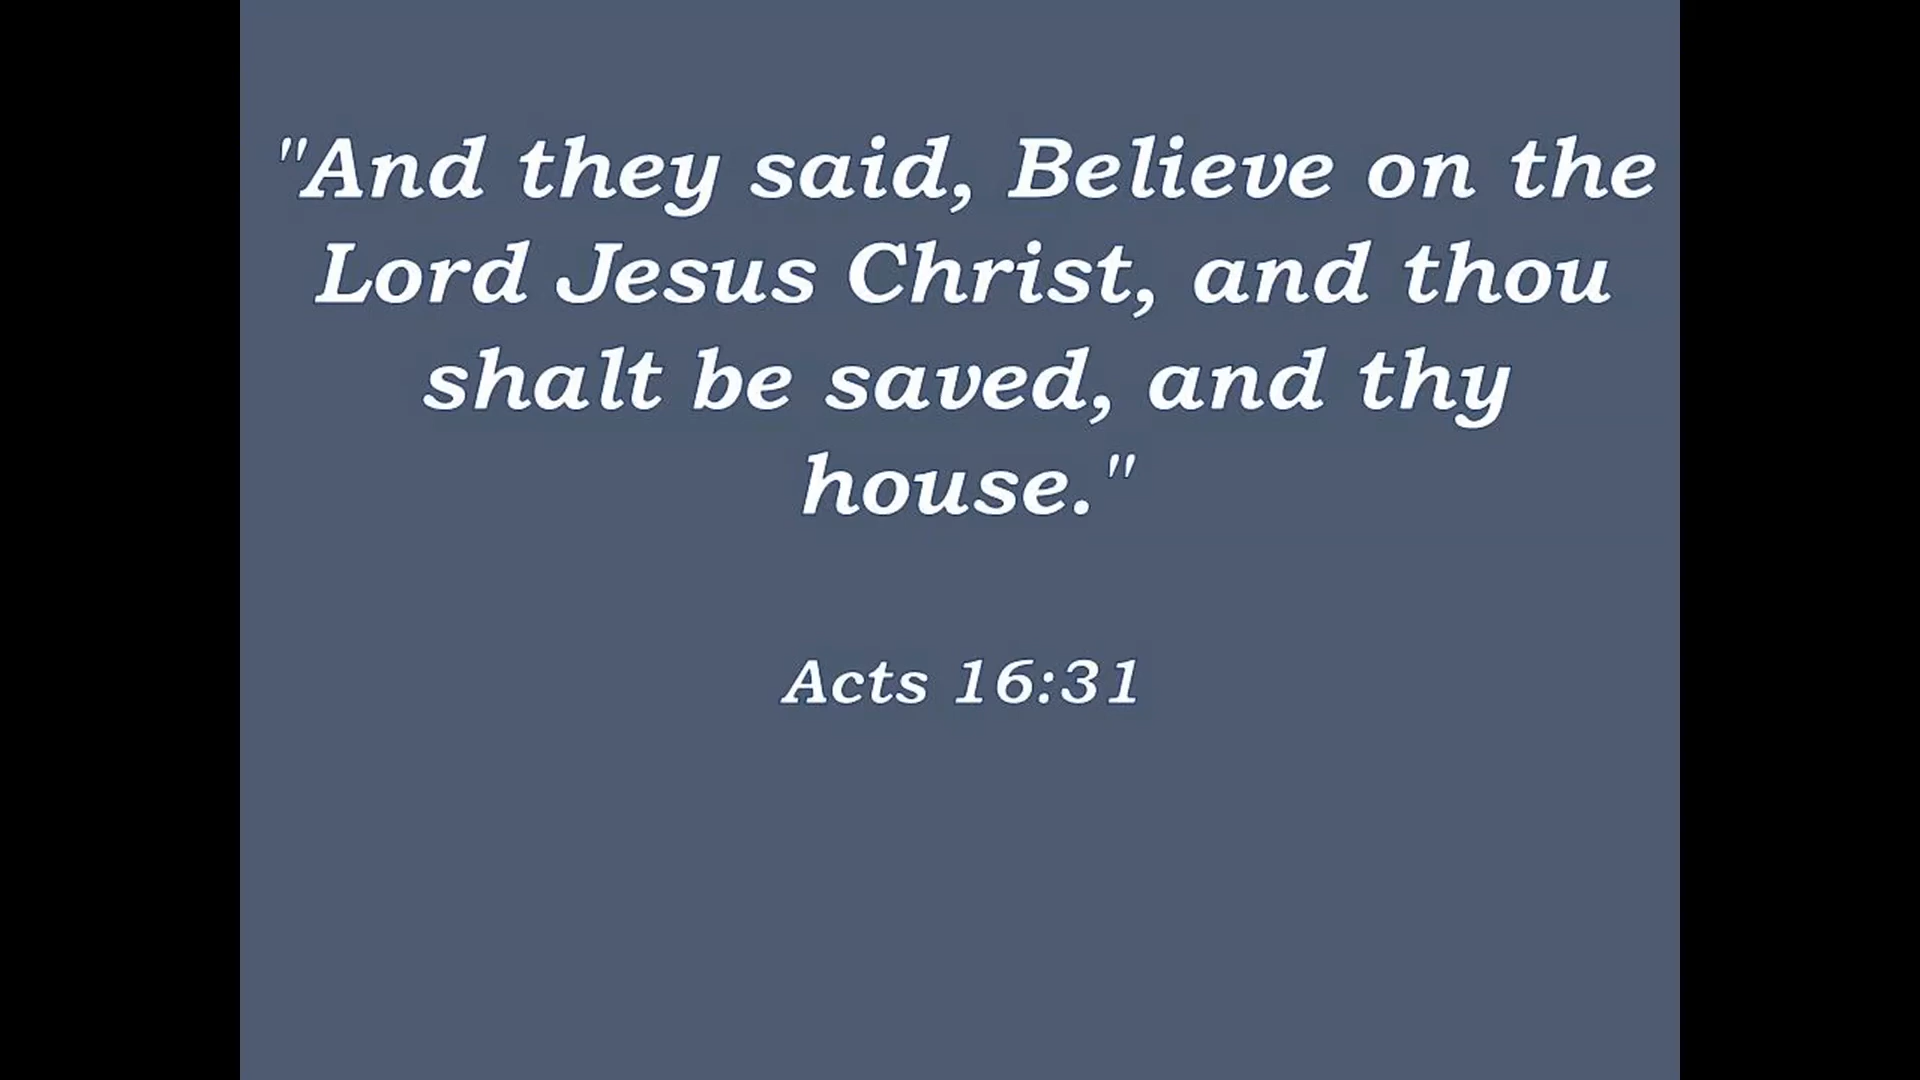 "And they said, Believe on the
Lord Jesus Christ, and thou
shalt be saved, and thy
house."
Acts 16:31